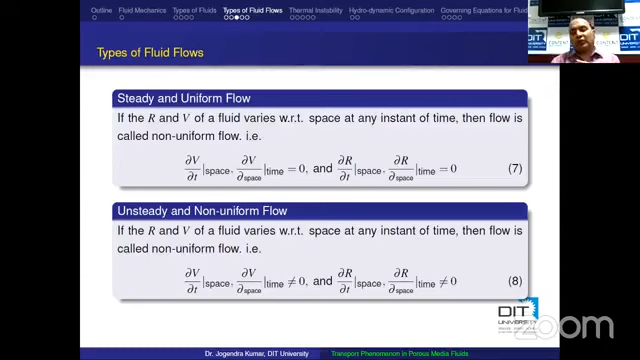 Outline Fluid Mechanics Types of Fluids Types of Fluid Flows Thermal Instability Hydro-dynamic Configuration Governing Equations for Fluid
Types of Fluid Flows
Steady and Uniform Flow
If the R and V of a fluid varies w.r.t. space at any instant of time, then flow is
called non-uniform flow. i.e.
∂V/∂t|space, ∂V/∂space|time = 0, and ∂R/∂t|space, ∂R/∂space|time = 0 (7)
Unsteady and Non-uniform Flow
If the R and V of a fluid varies w.r.t. space at any instant of time, then flow is
called non-uniform flow. i.e.
∂V/∂t|space, ∂V/∂space|time ≠ 0, and ∂R/∂t|space, ∂R/∂space|time ≠ 0 (8)
DIT
UNIVERSITY
zoom
Dr. Jogendra Kumar, DIT University Transport Phenomenon in Porous Media Fluids